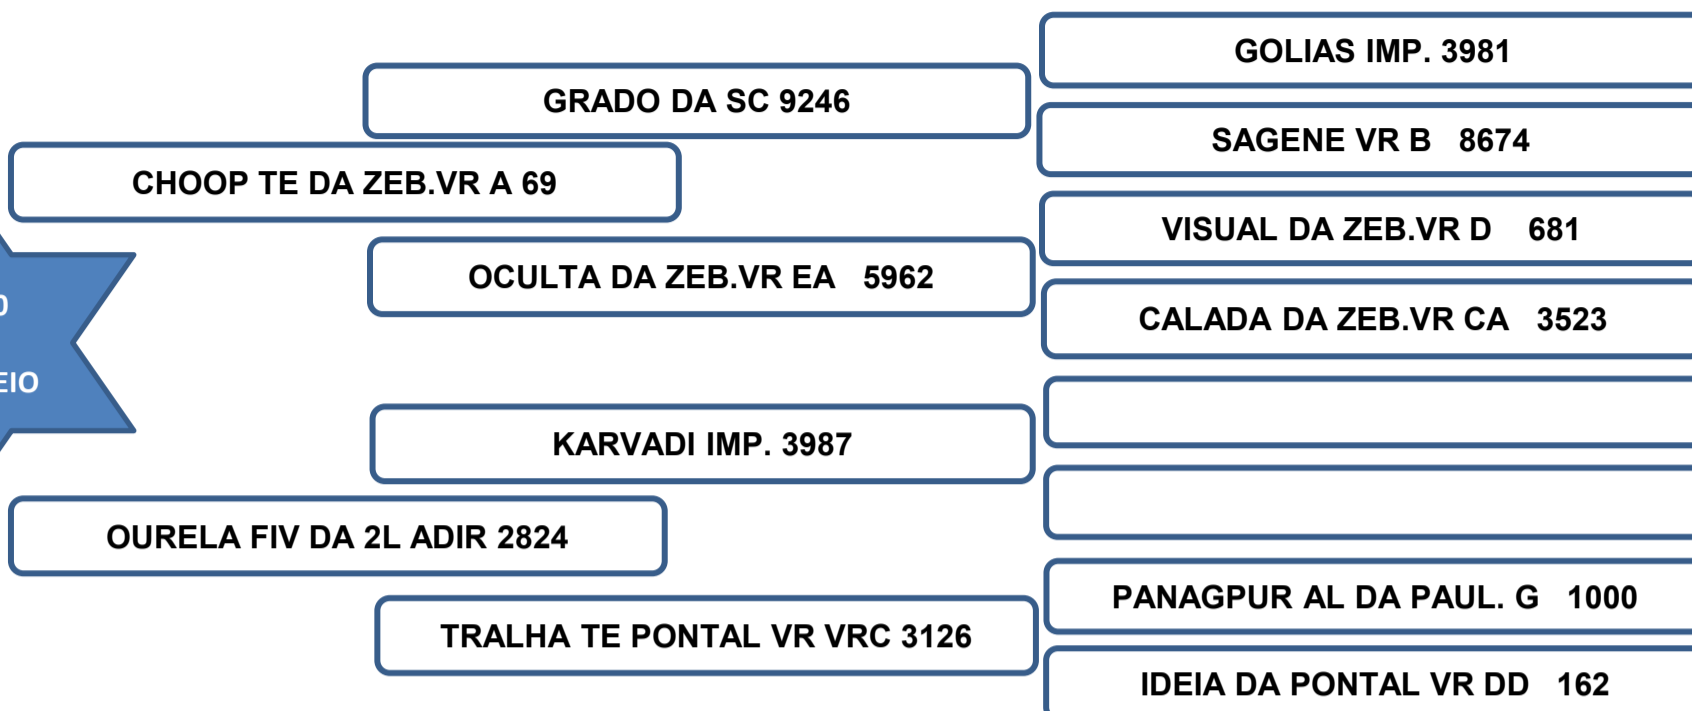 GOLIAS IMP. 3981
GRADO DA SC 9246
SAGENE VR B 8674
CHOOP TE DA ZEB.VR A 69
VISUAL DA ZEB.VR D 681
OCULTA DA ZEB.VR EA 5962
CALADA DA ZEB.VR CA 3523
EIO
KARVADI IMP. 3987
OURELA FIV DA 2L ADIR 2824
PANAGPUR AL DA PAUL. G 1000
TRALHA TE PONTAL VR VRC 3126
IDEIA DA PONTAL VR DD 162